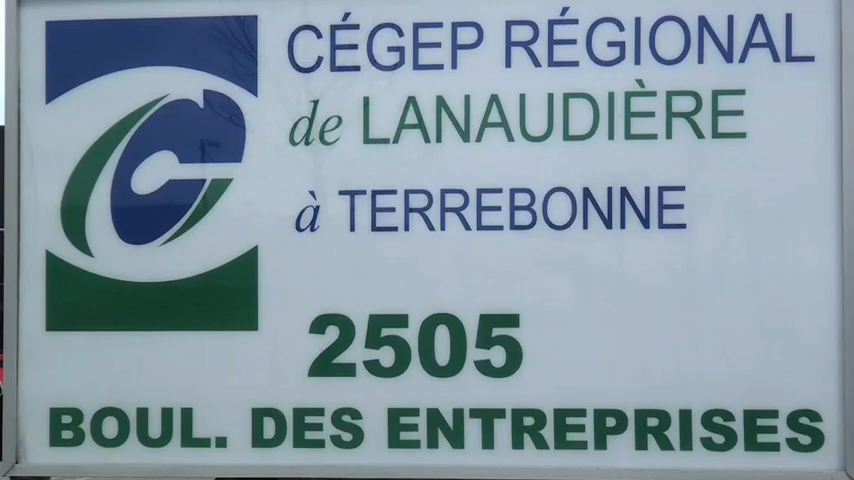 CÉGEP RÉGIONAL
de LANAUDIÈRE
à TERREBONNE
2505
BOUL. DES ENTREPRISES